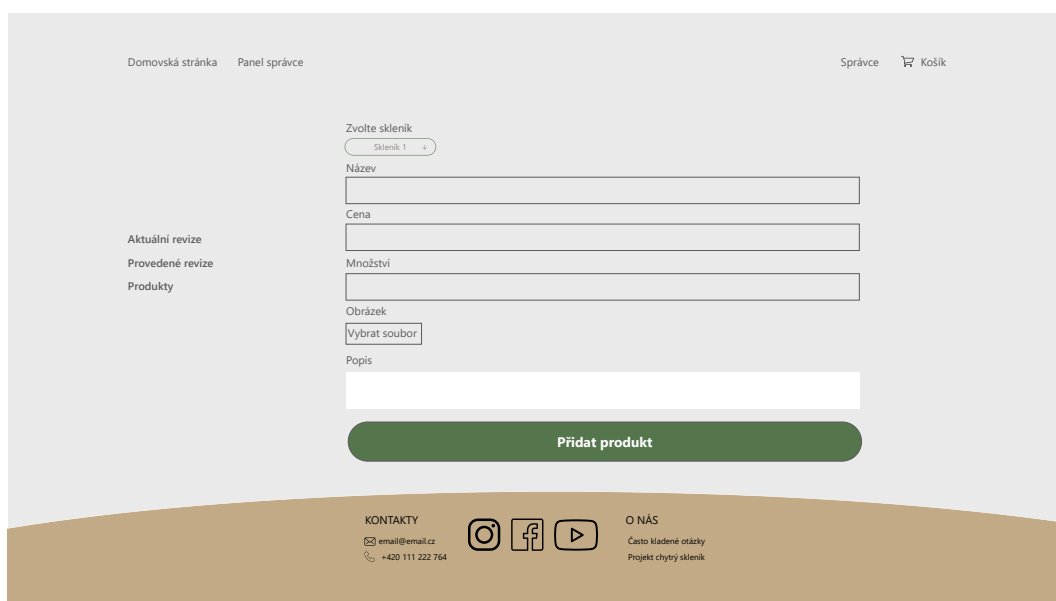 Domovská stránka Panel správce Správce Košík
Zvolte skleník
Skleník 1
Název
Cena
Aktuální revize
Provedené revize
Produkty
Množství
Obrázek
Vybrat soubor
Popis
Přidat produkt
KONTAKTY
email@email.cz
+420 111 222 764
O NÁS
Často kladené otázky
Projekt chytrý skleník